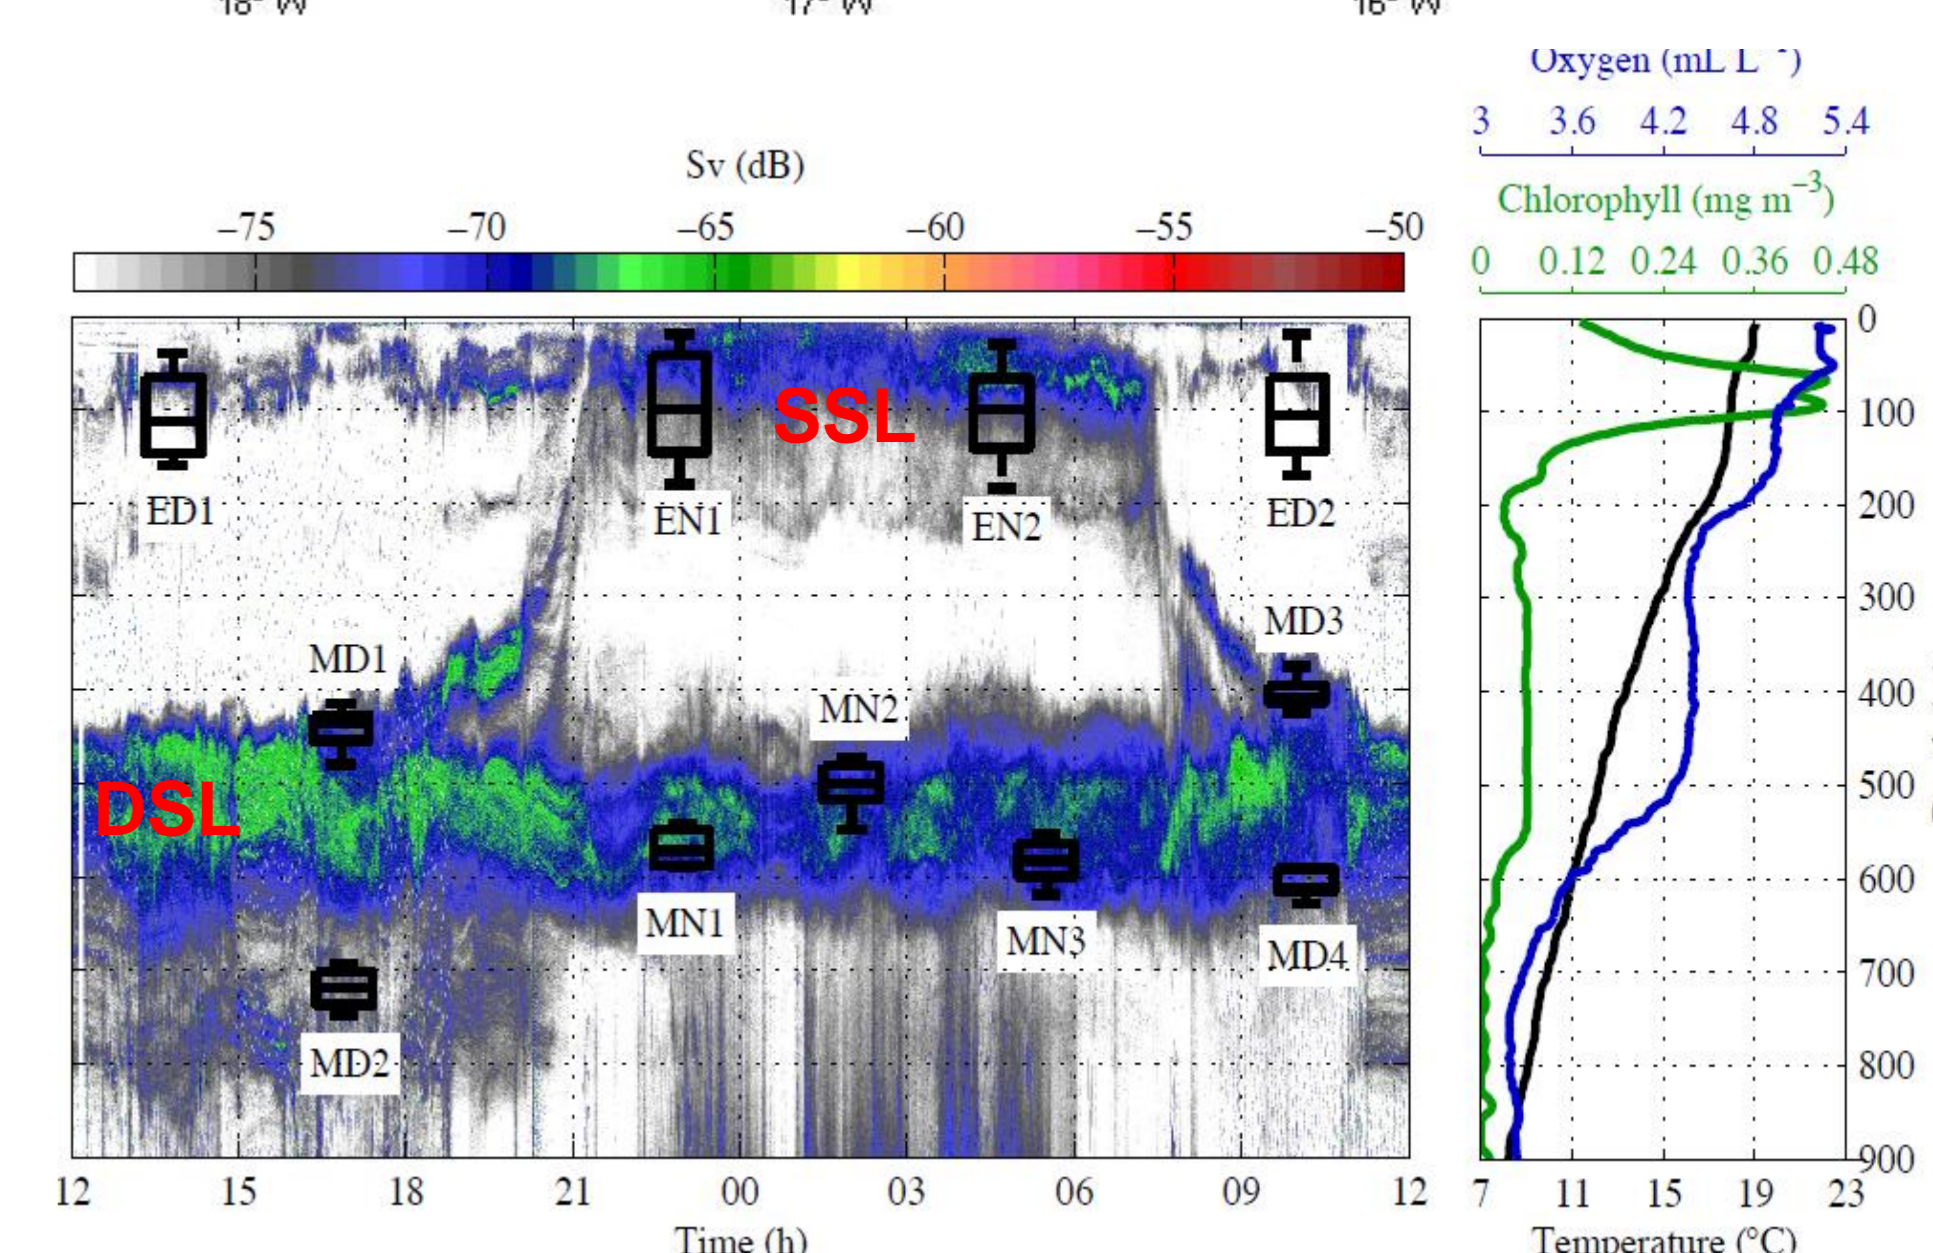 18° W 17° W 16° W
Oxygen (mL L⁻¹)
3 3.6 4.2 4.8 5.4
Sv (dB)
Chlorophyll (mg m⁻³)
–75 –70 –65 –60 –55 –50
0 0.12 0.24 0.36 0.48
0
100
SSL
ED1 EN1 EN2 ED2
200
300
MD3
MD1
400
MN2
500
DSL
600
MN1
MN3 MD4
700
MD2
800
900
12 15 18 21 00 03 06 09 12
7 11 15 19 23
Time (h)
Temperature (°C)